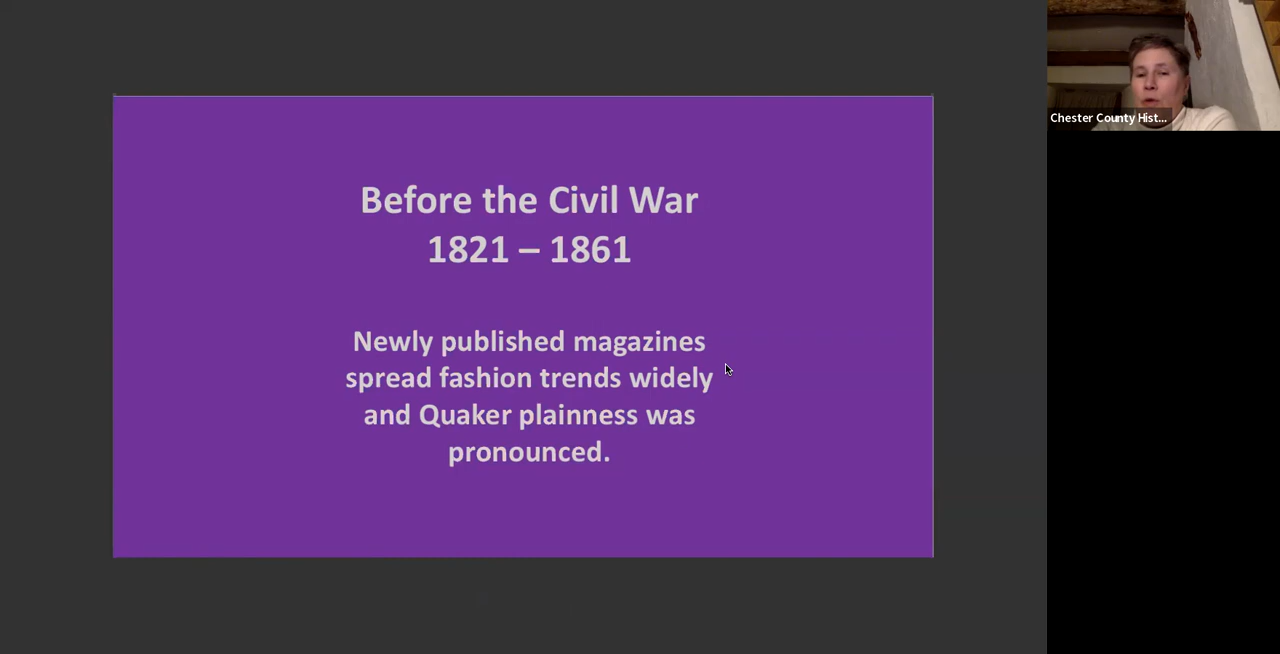 Before the Civil War
1821 – 1861
Newly published magazines
spread fashion trends widely
and Quaker plainness was
pronounced.
Chester County Hist...